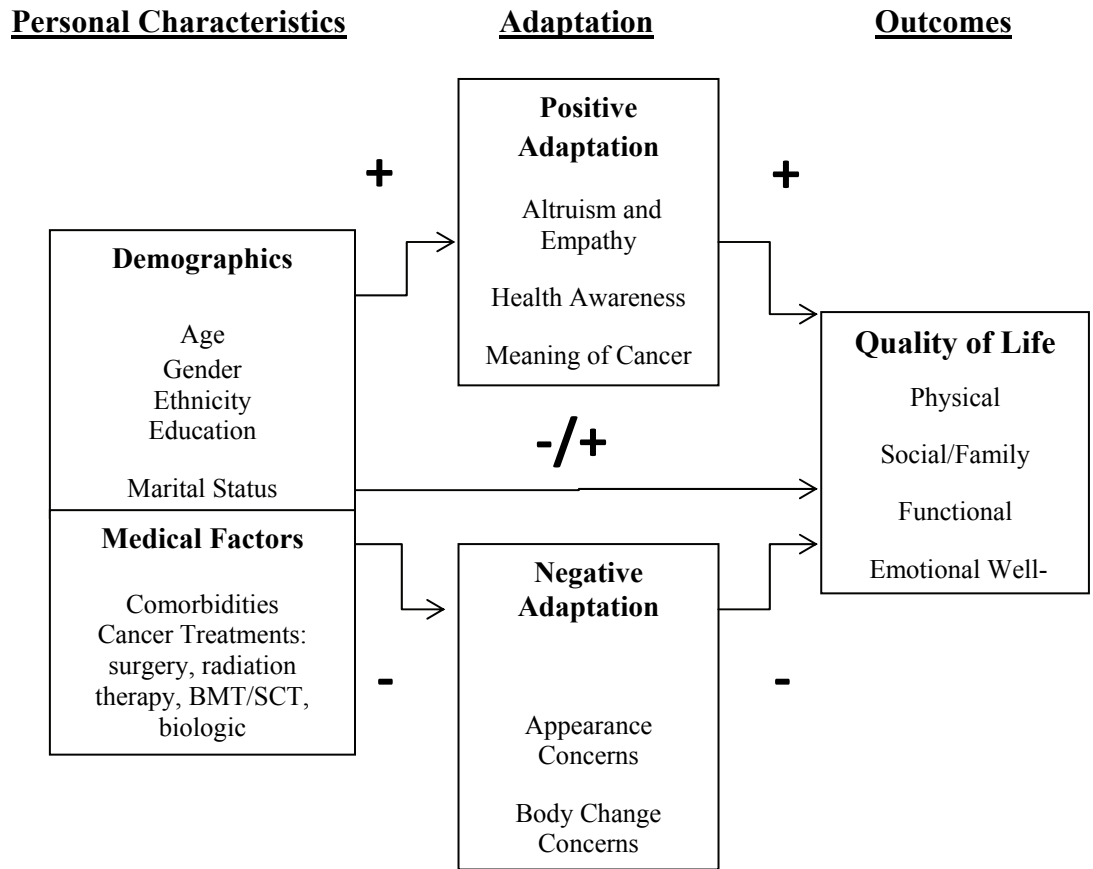 Personal Characteristics
Adaptation
Outcomes
+
Demographics
Age
Gender
Ethnicity
Education
Marital Status
Medical Factors
Comorbidities
Cancer Treatments:
surgery, radiation
therapy, BMT/SCT,
biologic
-
Positive
Adaptation
Altruism and
Empathy
Health Awareness
Meaning of Cancer
-/+
Negative
Adaptation
Appearance
Concerns
Body Change
Concerns
+
Quality of Life
Physical
Social/Family
Functional
Emotional Well-
-